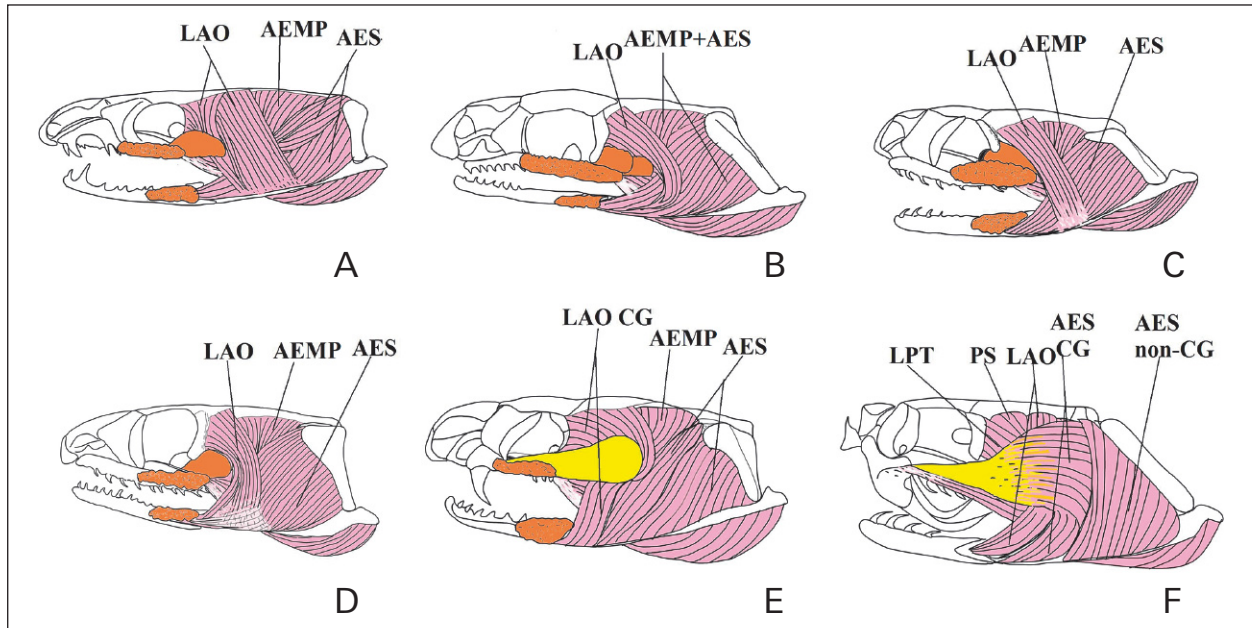 LAO AEMP AES
A
LAO AEMP+AES
B
LAO AEMP AES
C
LAO AEMP AES
D
LAO CG AEMP AES
E
LPT PS LAO AES
CG AES
non-CG
F